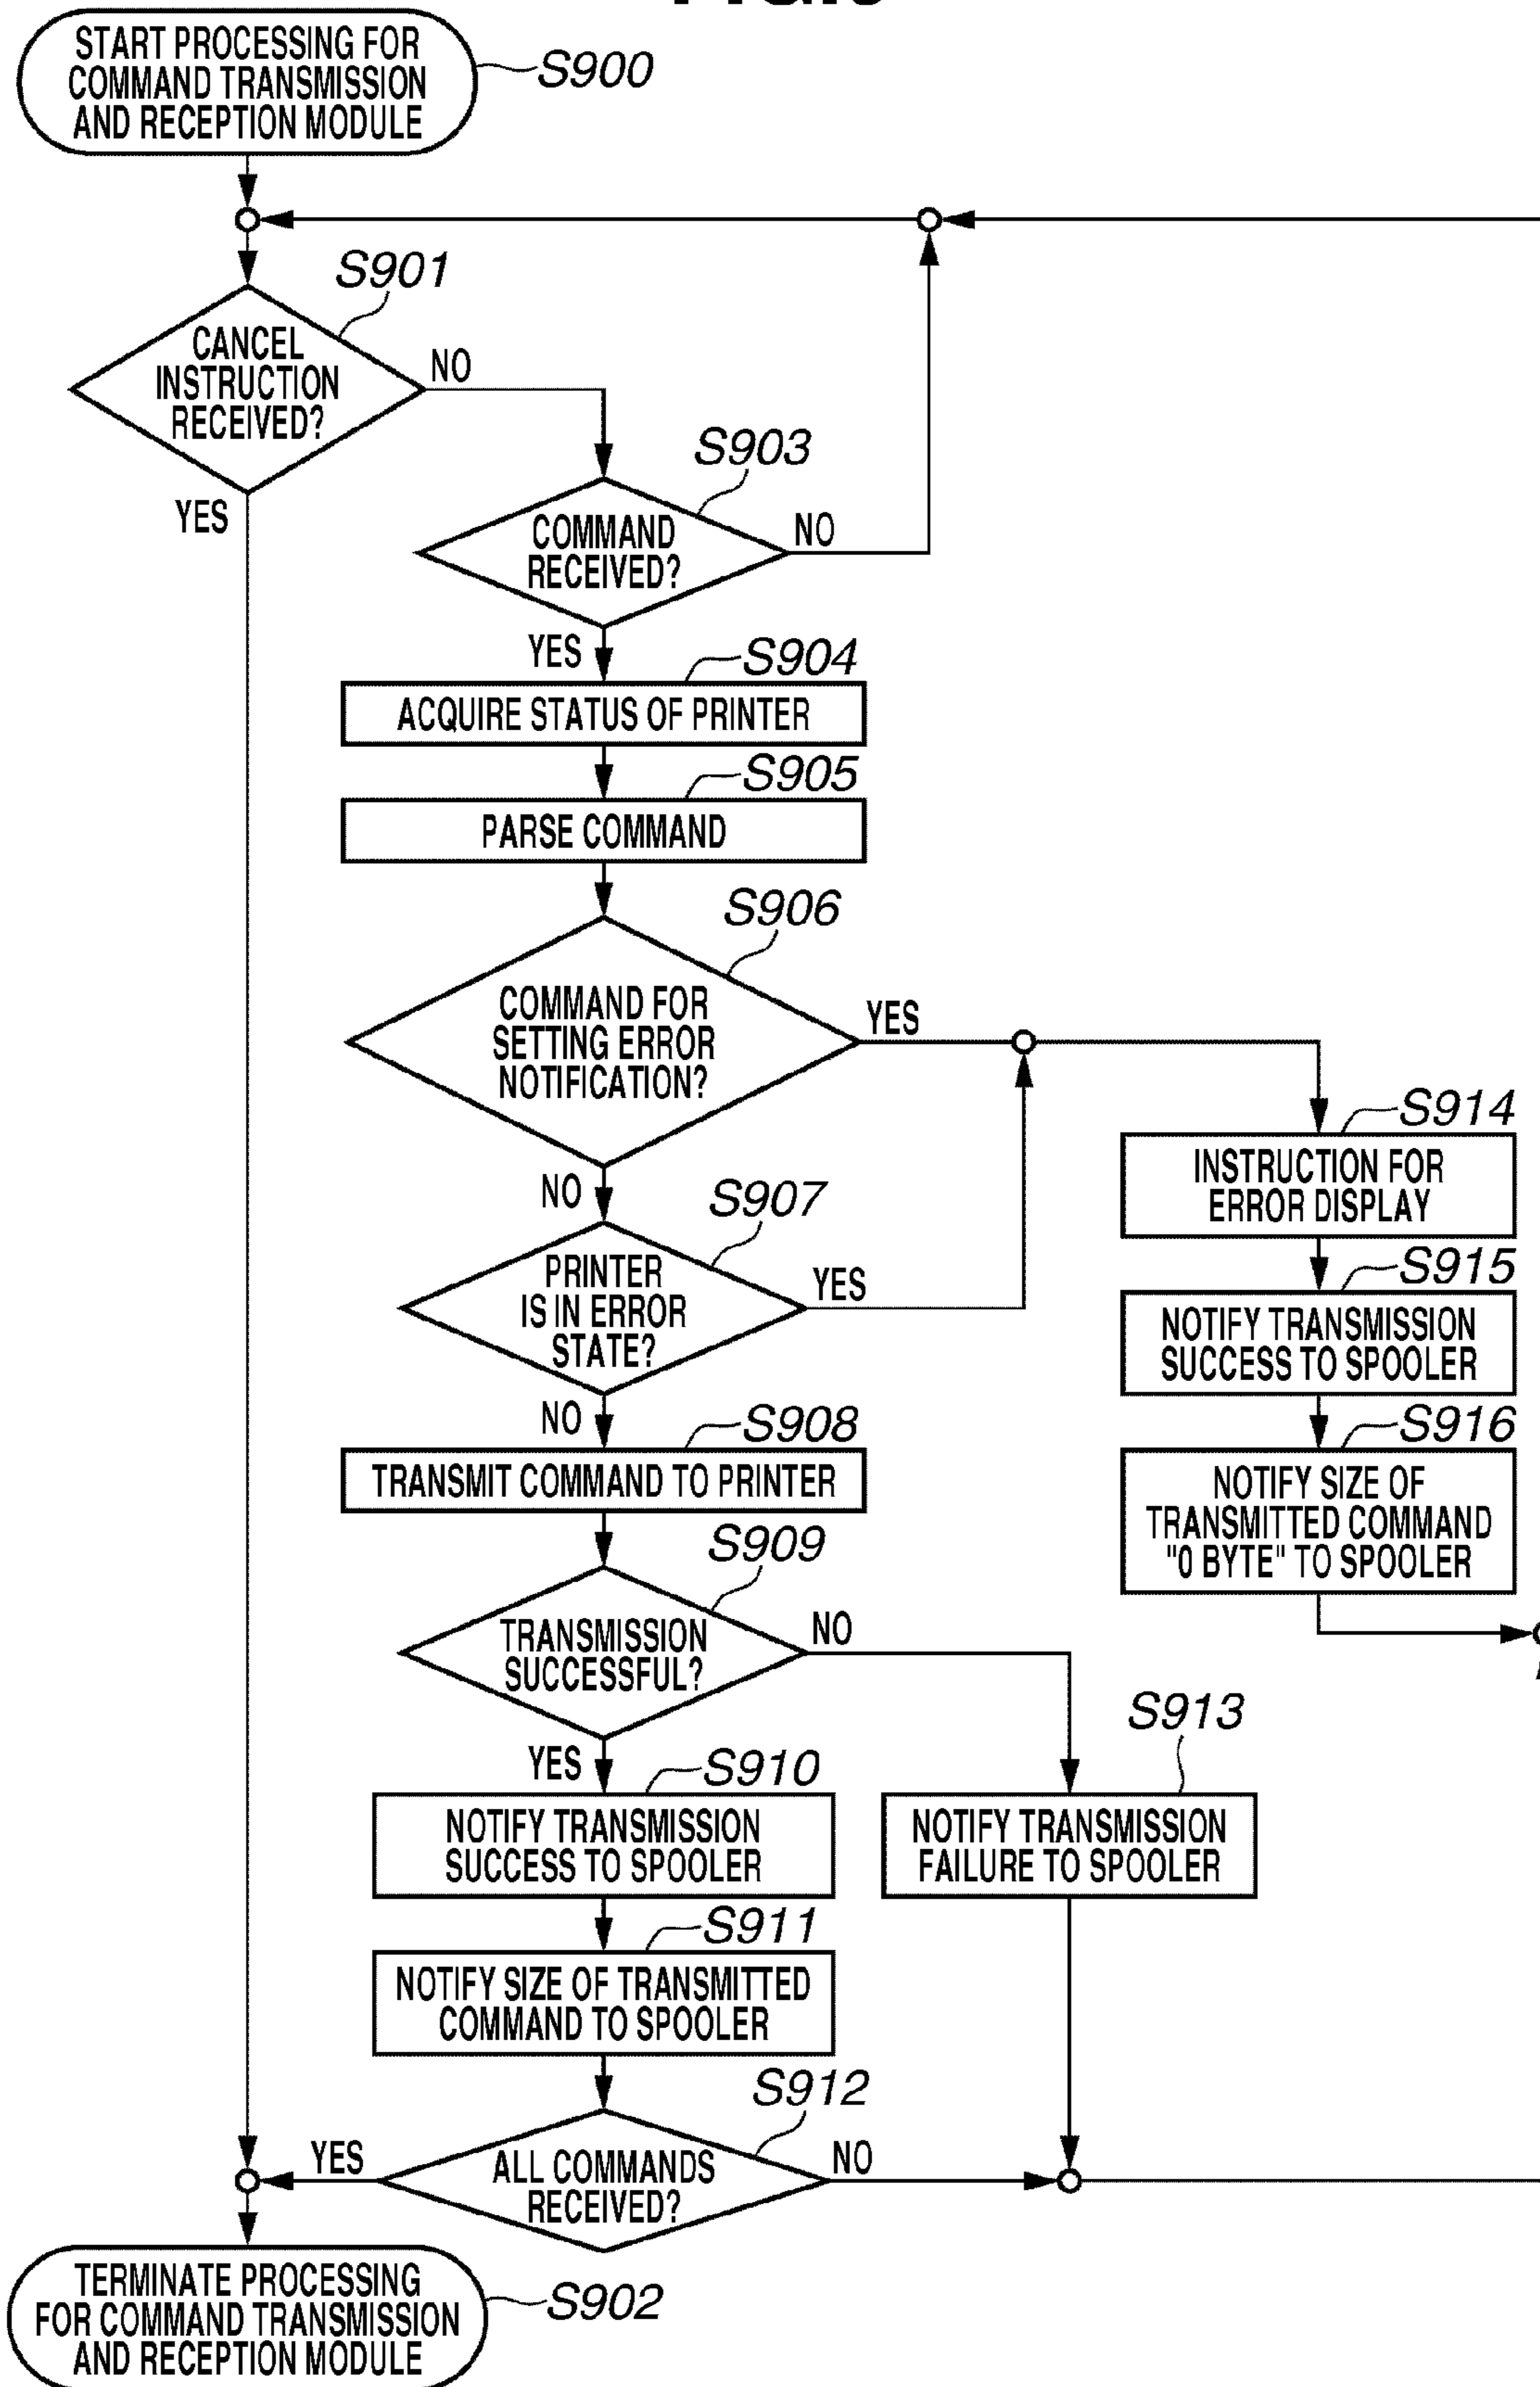 START PROCESSING FOR
COMMAND TRANSMISSION
AND RECEPTION MODULE
S900
S901
CANCEL
INSTRUCTION
RECEIVED?
NO
YES
S903
COMMAND
RECEIVED?
NO
YES
S904
ACQUIRE STATUS OF PRINTER
S905
PARSE COMMAND
S906
COMMAND FOR
SETTING ERROR
NOTIFICATION?
YES
NO
S914
INSTRUCTION FOR
ERROR DISPLAY
S907
PRINTER
IS IN ERROR
STATE?
YES
NO
S915
NOTIFY TRANSMISSION
SUCCESS TO SPOOLER
S908
TRANSMIT COMMAND TO PRINTER
S916
NOTIFY SIZE OF
TRANSMITTED COMMAND
"0 BYTE" TO SPOOLER
S909
TRANSMISSION
SUCCESSFUL?
NO
YES
S913
NOTIFY TRANSMISSION
FAILURE TO SPOOLER
S910
NOTIFY TRANSMISSION
SUCCESS TO SPOOLER
S911
NOTIFY SIZE OF TRANSMITTED
COMMAND TO SPOOLER
S912
ALL COMMANDS
RECEIVED?
YES
NO
TERMINATE PROCESSING
FOR COMMAND TRANSMISSION
AND RECEPTION MODULE
S902